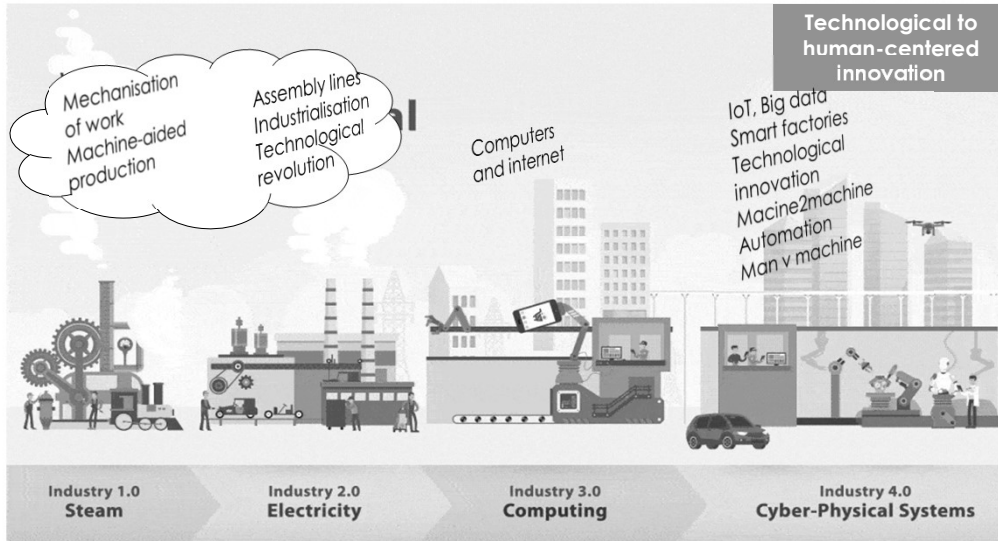 Technological to
human-centered
innovation
Mechanisation
of work
Machine-aided
production
Assembly lines
Industrialisation
Technological
revolution
Computers
and internet
IoT, Big data
Smart factories
Technological
innovation
Macine2machine
Automation
Man v machine
Industry 1.0
Steam
Industry 2.0
Electricity
Industry 3.0
Computing
Industry 4.0
Cyber-Physical Systems